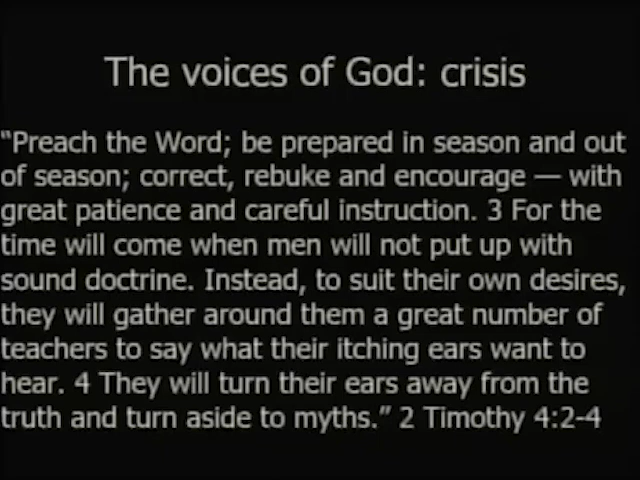 The voices of God: crisis
“Preach the Word; be prepared in season and out
of season; correct, rebuke and encourage — with
great patience and careful instruction. 3 For the
time will come when men will not put up with
sound doctrine. Instead, to suit their own desires,
they will gather around them a great number of
teachers to say what their itching ears want to
hear. 4 They will turn their ears away from the
truth and turn aside to myths.” 2 Timothy 4:2-4